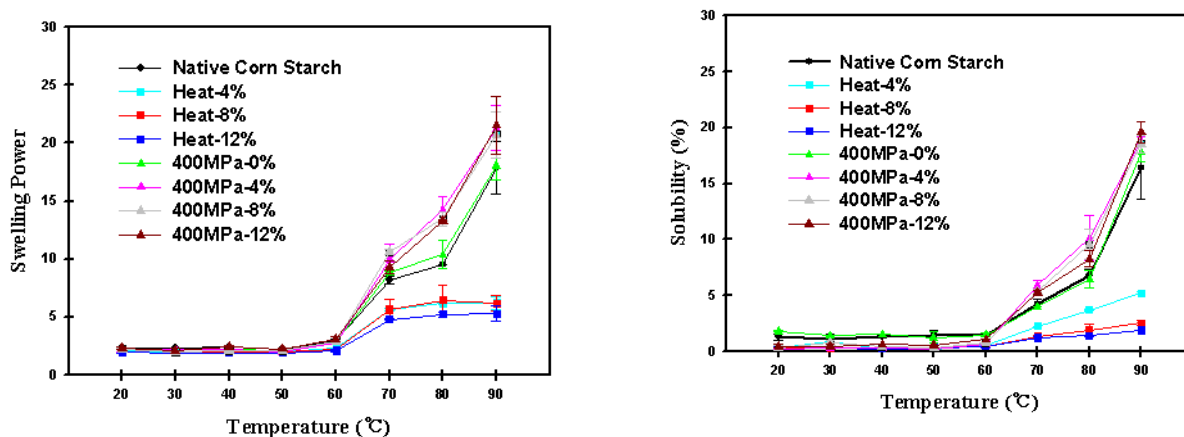 30
25
20
15
10
5
0
Swelling Power
Native Corn Starch
Heat-4%
Heat-8%
Heat-12%
400MPa-0%
400MPa-4%
400MPa-8%
400MPa-12%
20 30 40 50 60 70 80 90
Temperature (℃)
30
25
20
15
10
5
0
Solubility (%)
Native Corn Starch
Heat-4%
Heat-8%
Heat-12%
400MPa-0%
400MPa-4%
400MPa-8%
400MPa-12%
20 30 40 50 60 70 80 90
Temperature (℃)